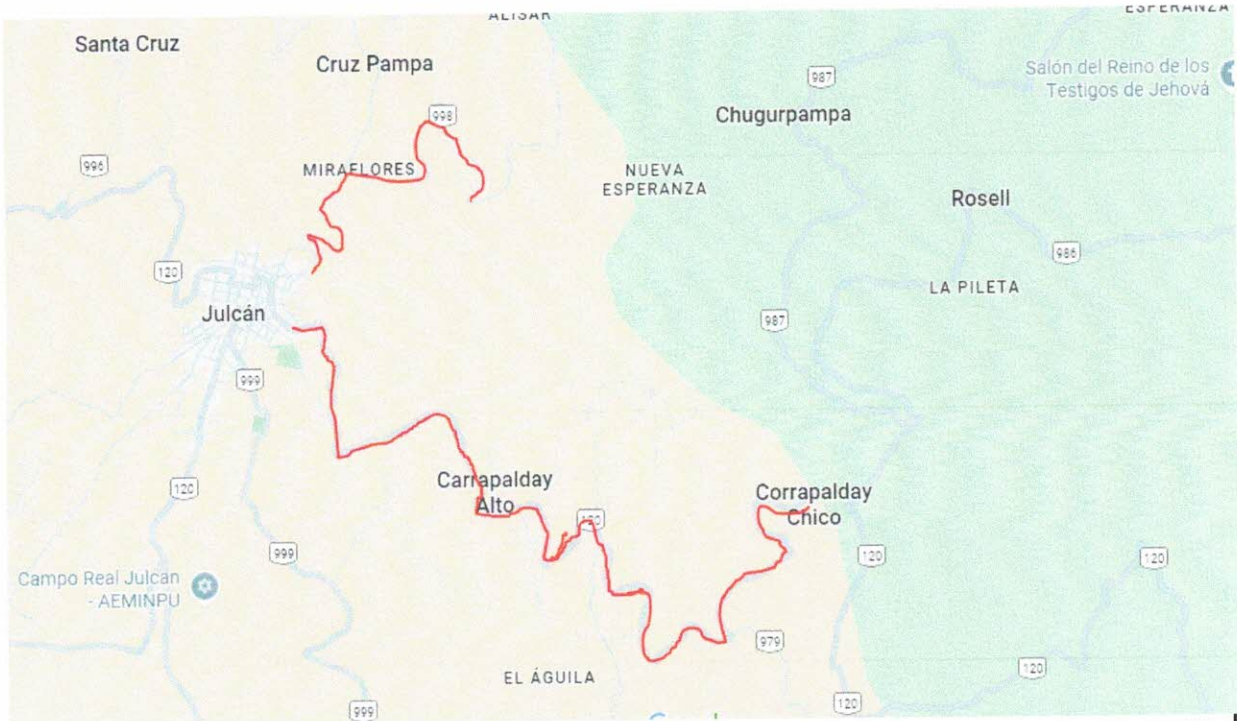 ALISAR
ESPERANZA
Santa Cruz
Cruz Pampa
987
Salón del Reino de los
Testigos de Jehová
998
Chugurpampa
996
MIRAFLORES
NUEVA
ESPERANZA
Rosell
120
986
LA PILETA
Julcán
987
999
Carrapalday
Alto
120
Corrapalday
Chico
120
999
120
120
Campo Real Julcan
- AEMINPU
979
EL ÁGUILA
120
999
120